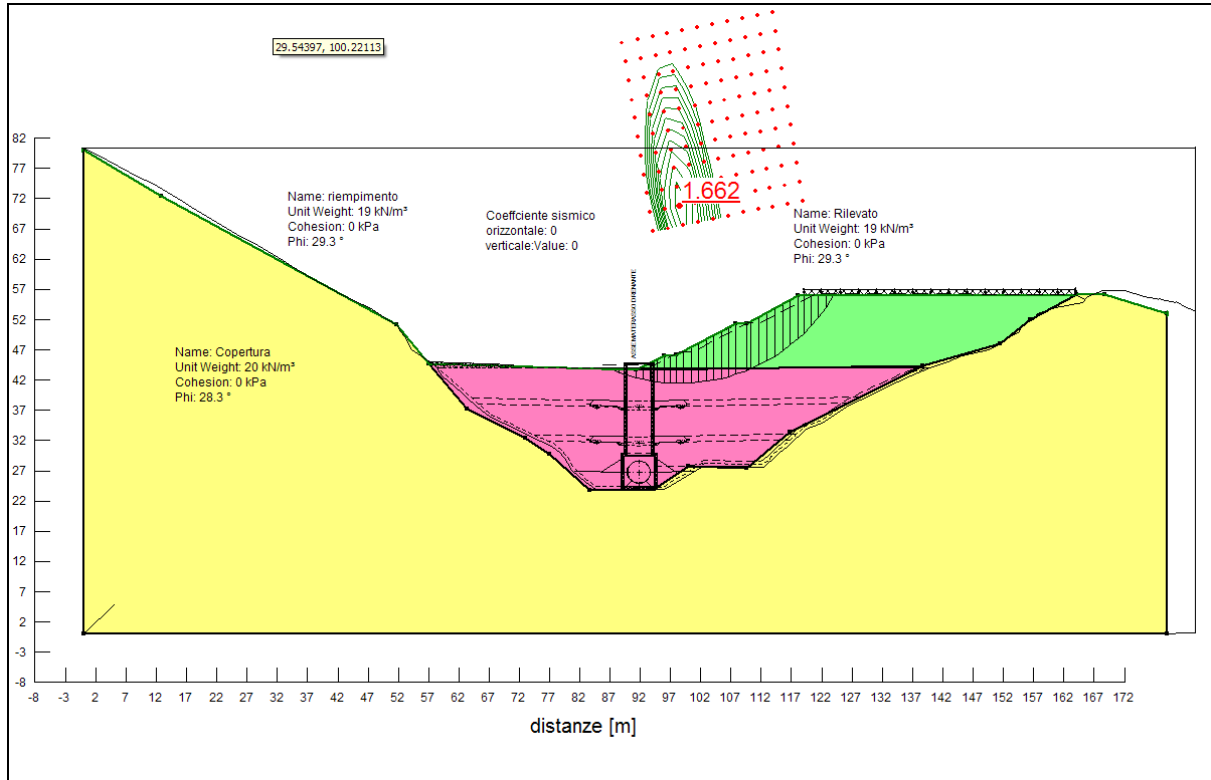 29.54397, 100.22113
1.662
Name: riempimento
Unit Weight: 19 kN/m³
Cohesion: 0 kPa
Phi: 29.3 °
Coeffciente sismico
orizzontale: 0
verticale:Value: 0
Name: Rilevato
Unit Weight: 19 kN/m³
Cohesion: 0 kPa
Phi: 29.3 °
ASSE MATERASSO DRENANTE
Name: Copertura
Unit Weight: 20 kN/m³
Cohesion: 0 kPa
Phi: 28.3 °
82
77
72
67
62
57
52
47
42
37
32
27
22
17
12
7
2
-3
-8
-8 -3 2 7 12 17 22 27 32 37 42 47 52 57 62 67 72 77 82 87 92 97 102 107 112 117 122 127 132 137 142 147 152 157 162 167 172
distanze [m]